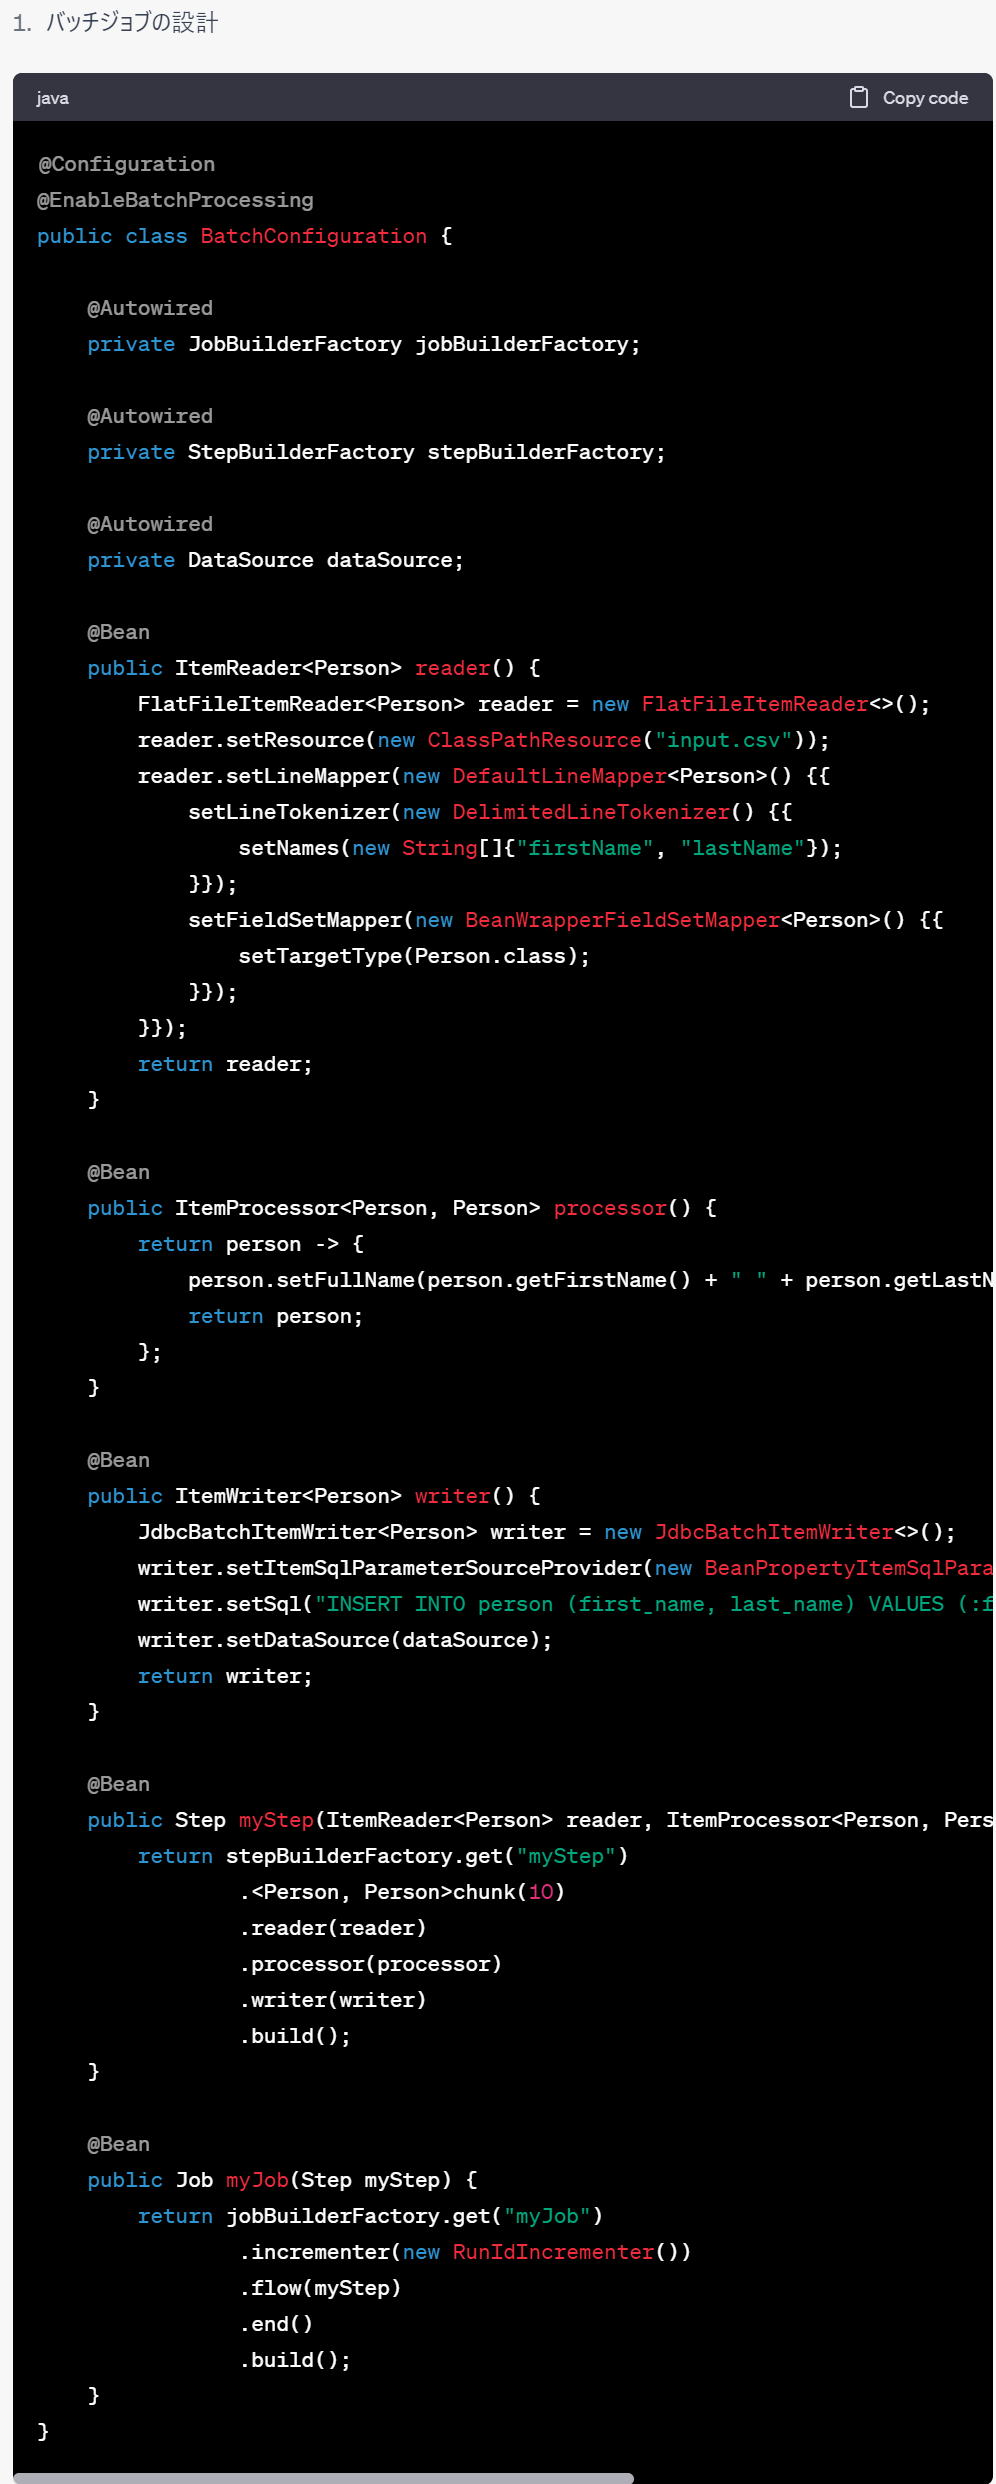 1. バッチジョブの設計
java
Copy code
@Configuration
@EnableBatchProcessing
public class BatchConfiguration {
    @Autowired
    private JobBuilderFactory jobBuilderFactory;
    @Autowired
    private StepBuilderFactory stepBuilderFactory;
    @Autowired
    private DataSource dataSource;
    @Bean
    public ItemReader<Person> reader() {
        FlatFileItemReader<Person> reader = new FlatFileItemReader<>();
        reader.setResource(new ClassPathResource("input.csv"));
        reader.setLineMapper(new DefaultLineMapper<Person>() {{
            setLineTokenizer(new DelimitedLineTokenizer() {{
                setNames(new String[]{"firstName", "lastName"});
            }});
            setFieldSetMapper(new BeanWrapperFieldSetMapper<Person>() {{
                setTargetType(Person.class);
            }});
        }});
        return reader;
    }
    @Bean
    public ItemProcessor<Person, Person> processor() {
        return person -> {
            person.setFullName(person.getFirstName() + " " + person.getLastN
            return person;
        };
    }
    @Bean
    public ItemWriter<Person> writer() {
        JdbcBatchItemWriter<Person> writer = new JdbcBatchItemWriter<>();
        writer.setItemSqlParameterSourceProvider(new BeanPropertyItemSqlPara
        writer.setSql("INSERT INTO person (first_name, last_name) VALUES (:f
        writer.setDataSource(dataSource);
        return writer;
    }
    @Bean
    public Step myStep(ItemReader<Person> reader, ItemProcessor<Person, Pers
        return stepBuilderFactory.get("myStep")
                .<Person, Person>chunk(10)
                .reader(reader)
                .processor(processor)
                .writer(writer)
                .build();
    }
    @Bean
    public Job myJob(Step myStep) {
        return jobBuilderFactory.get("myJob")
                .incrementer(new RunIdIncrementer())
                .flow(myStep)
                .end()
                .build();
    }
}